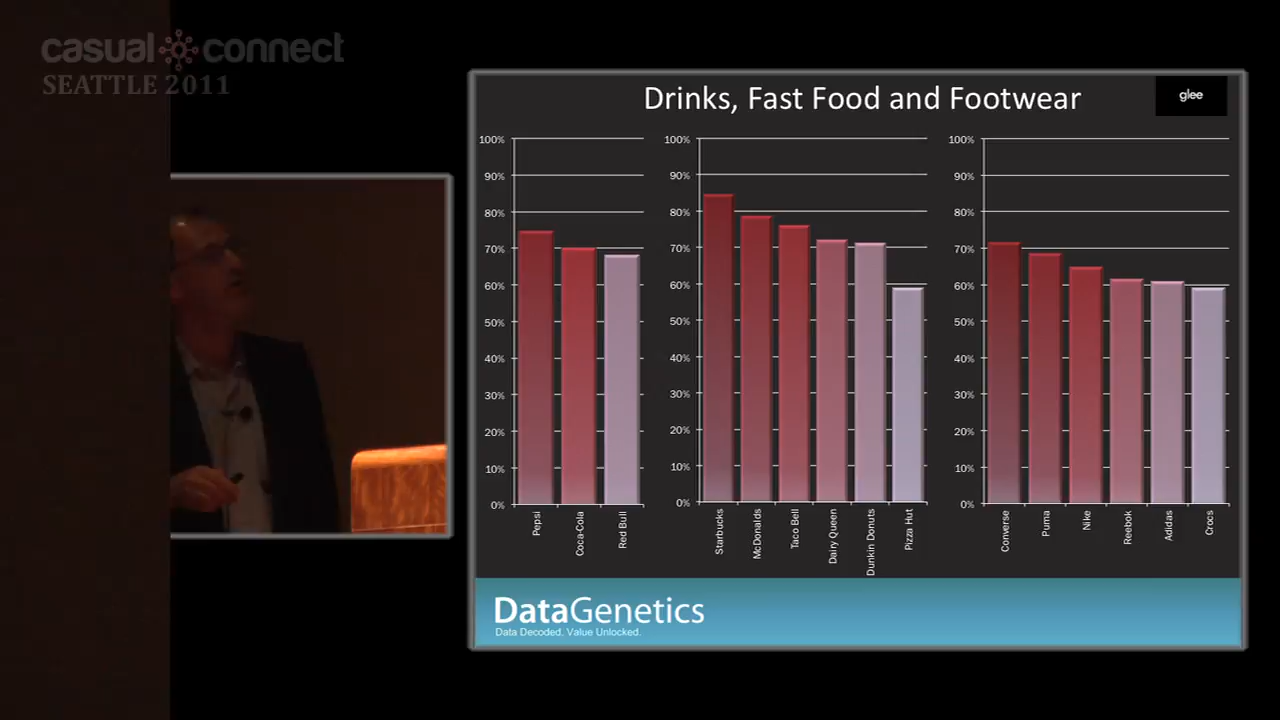 casual connect
SEATTLE 2011
Drinks, Fast Food and Footwear
glee
100%
90%
80%
70%
60%
50%
40%
30%
20%
10%
0%
Pepsi
Coca-Cola
Red Bull
100%
90%
80%
70%
60%
50%
40%
30%
20%
10%
0%
Starbucks
McDonalds
Taco Bell
Dairy Queen
Dunkin Donuts
Pizza Hut
100%
90%
80%
70%
60%
50%
40%
30%
20%
10%
0%
Converse
Puma
Nike
Reebok
Adidas
Crocs
DataGenetics
Data Decoded. Value Unlocked.